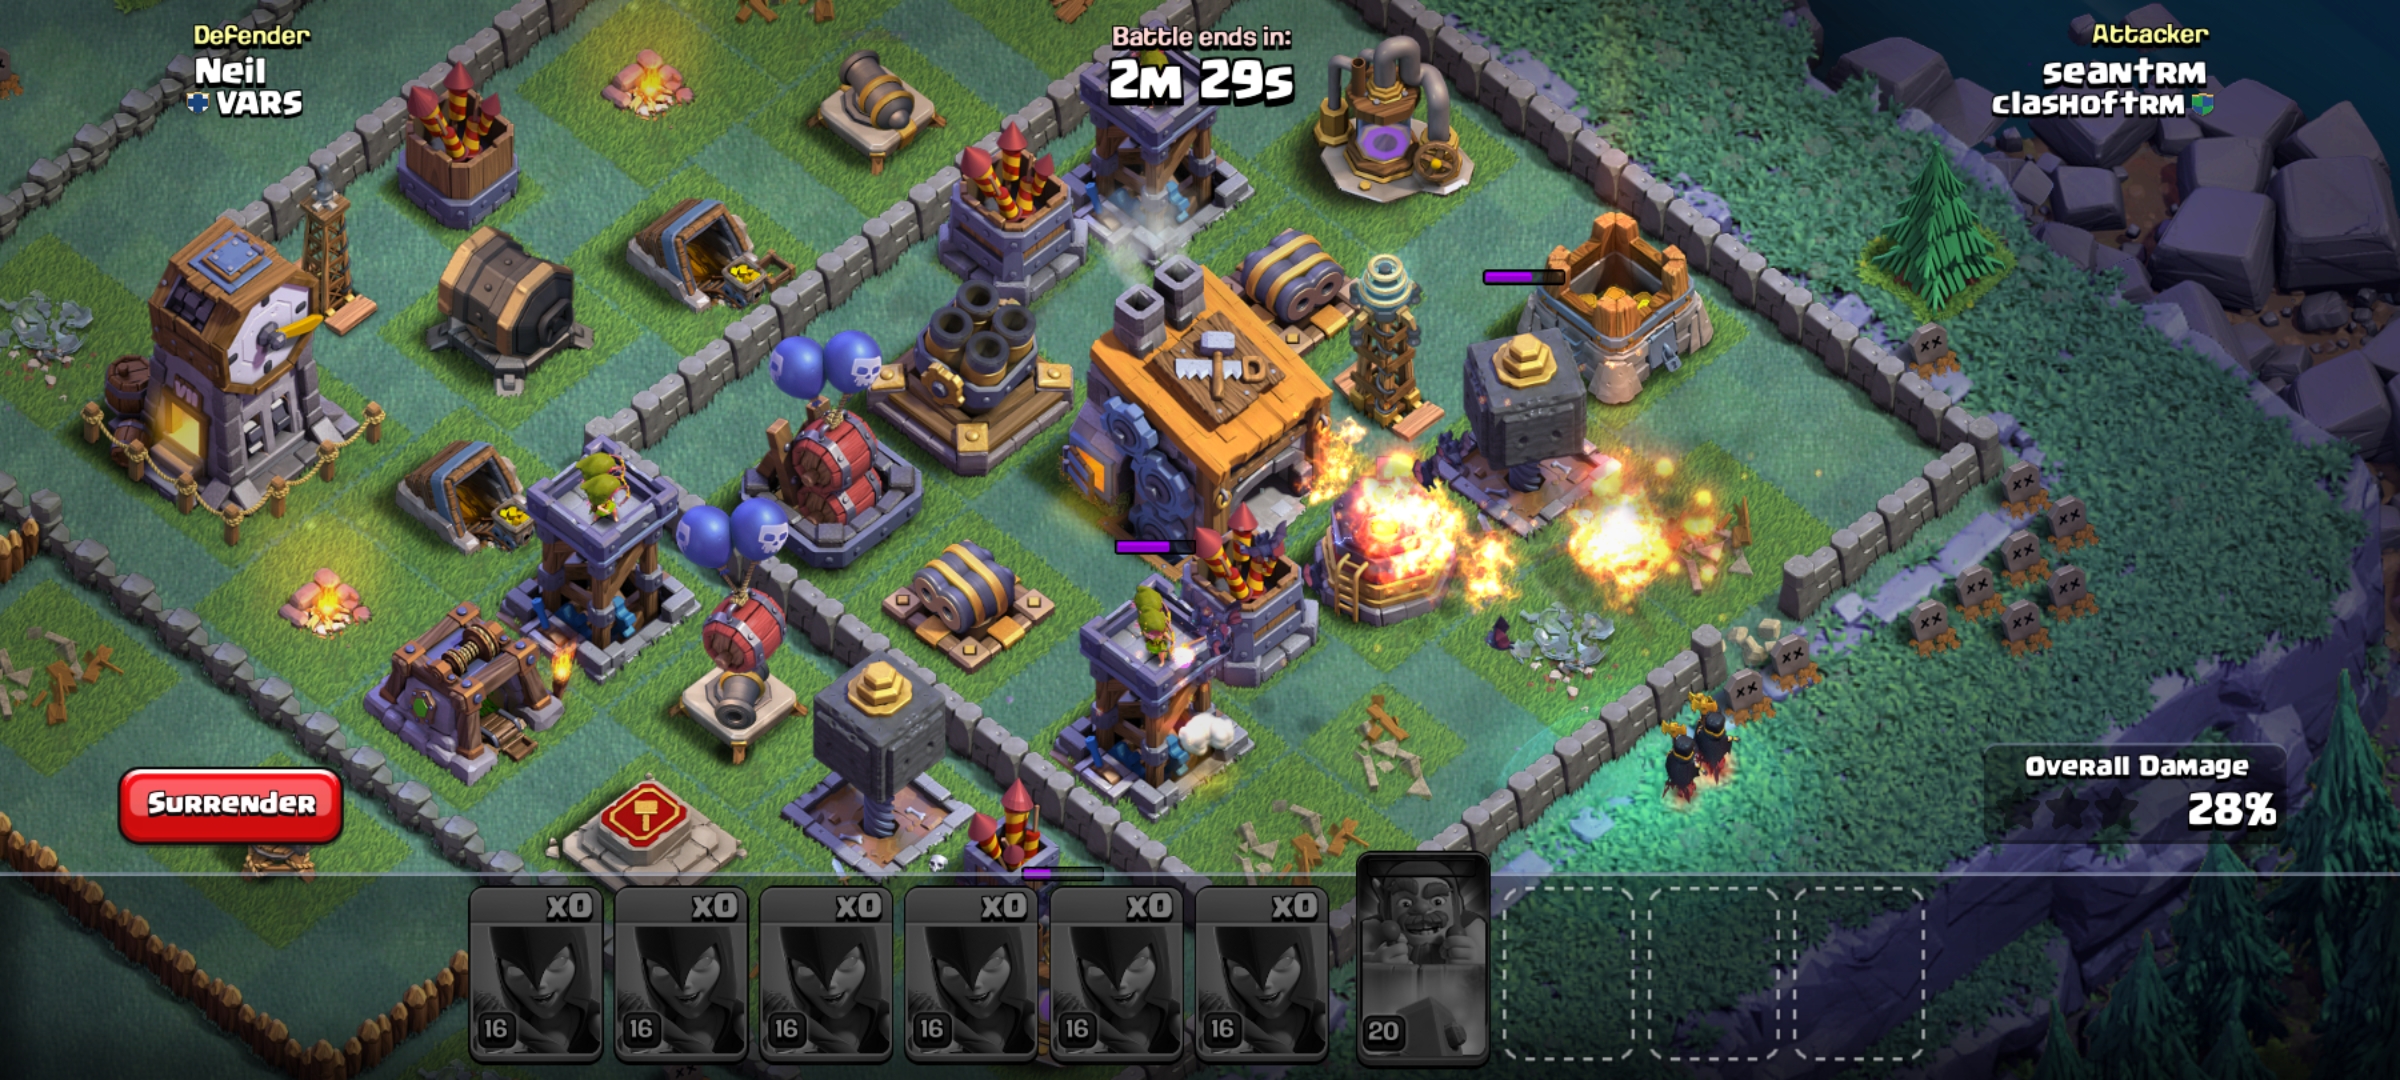 Defender
Neil
VARS
Battle ends in:
2M 29s
Attacker
seantRM
clashoftRM
VII
Surrender
Overall Damage
28%
x0
x0
x0
x0
x0
x0
16
16
16
16
16
16
20